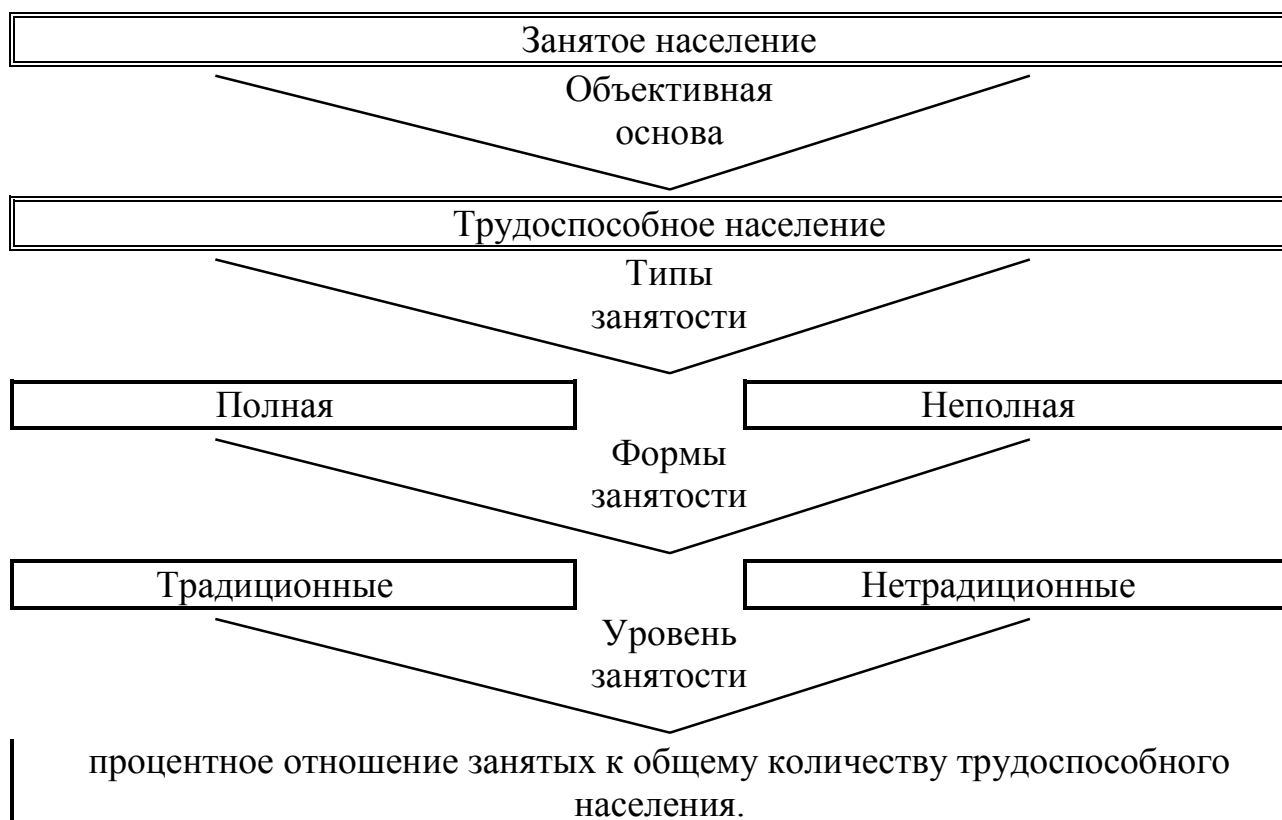 Занятое население
Объективная
основа
Трудоспособное население
Типы
занятости
Полная
Неполная
Формы
занятости
Традиционные
Нетрадиционные
Уровень
занятости
процентное отношение занятых к общему количеству трудоспособного
населения.